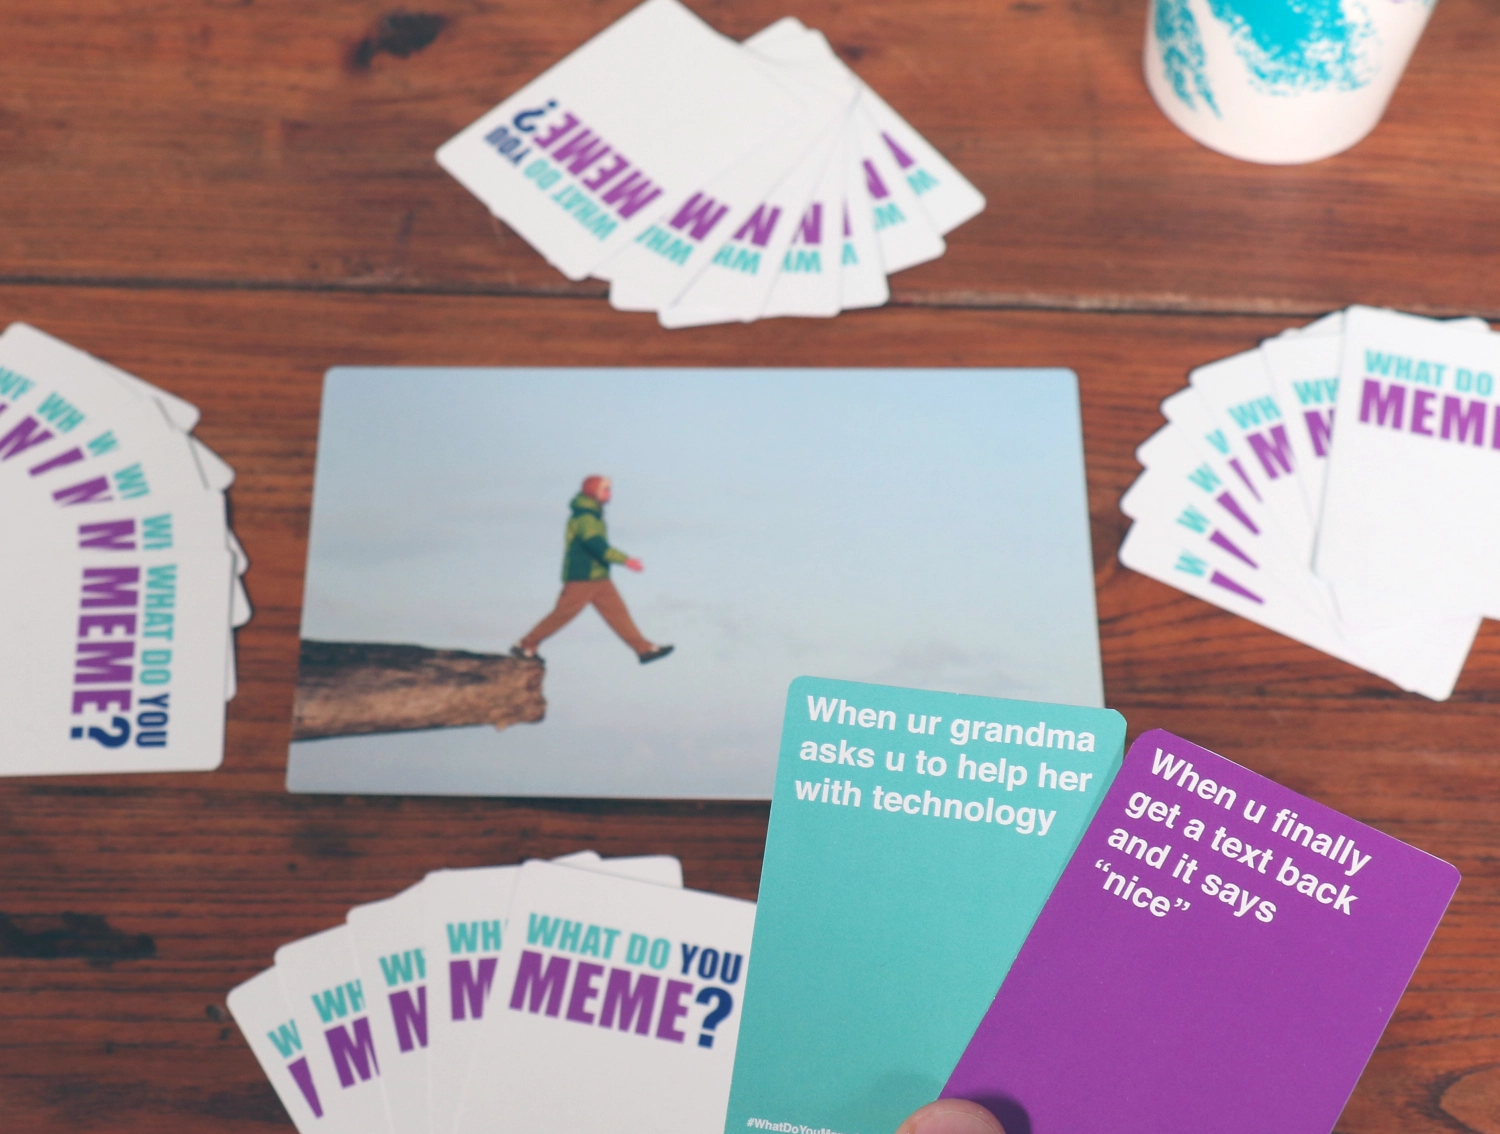 WHAT DO YOU
MEME?
WHAT DO YOU
MEME?
WHAT DO
MEME
When ur grandma
asks u to help her
with technology
When u finally
get a text back
and it says
“nice”
WHAT DO YOU
MEME?